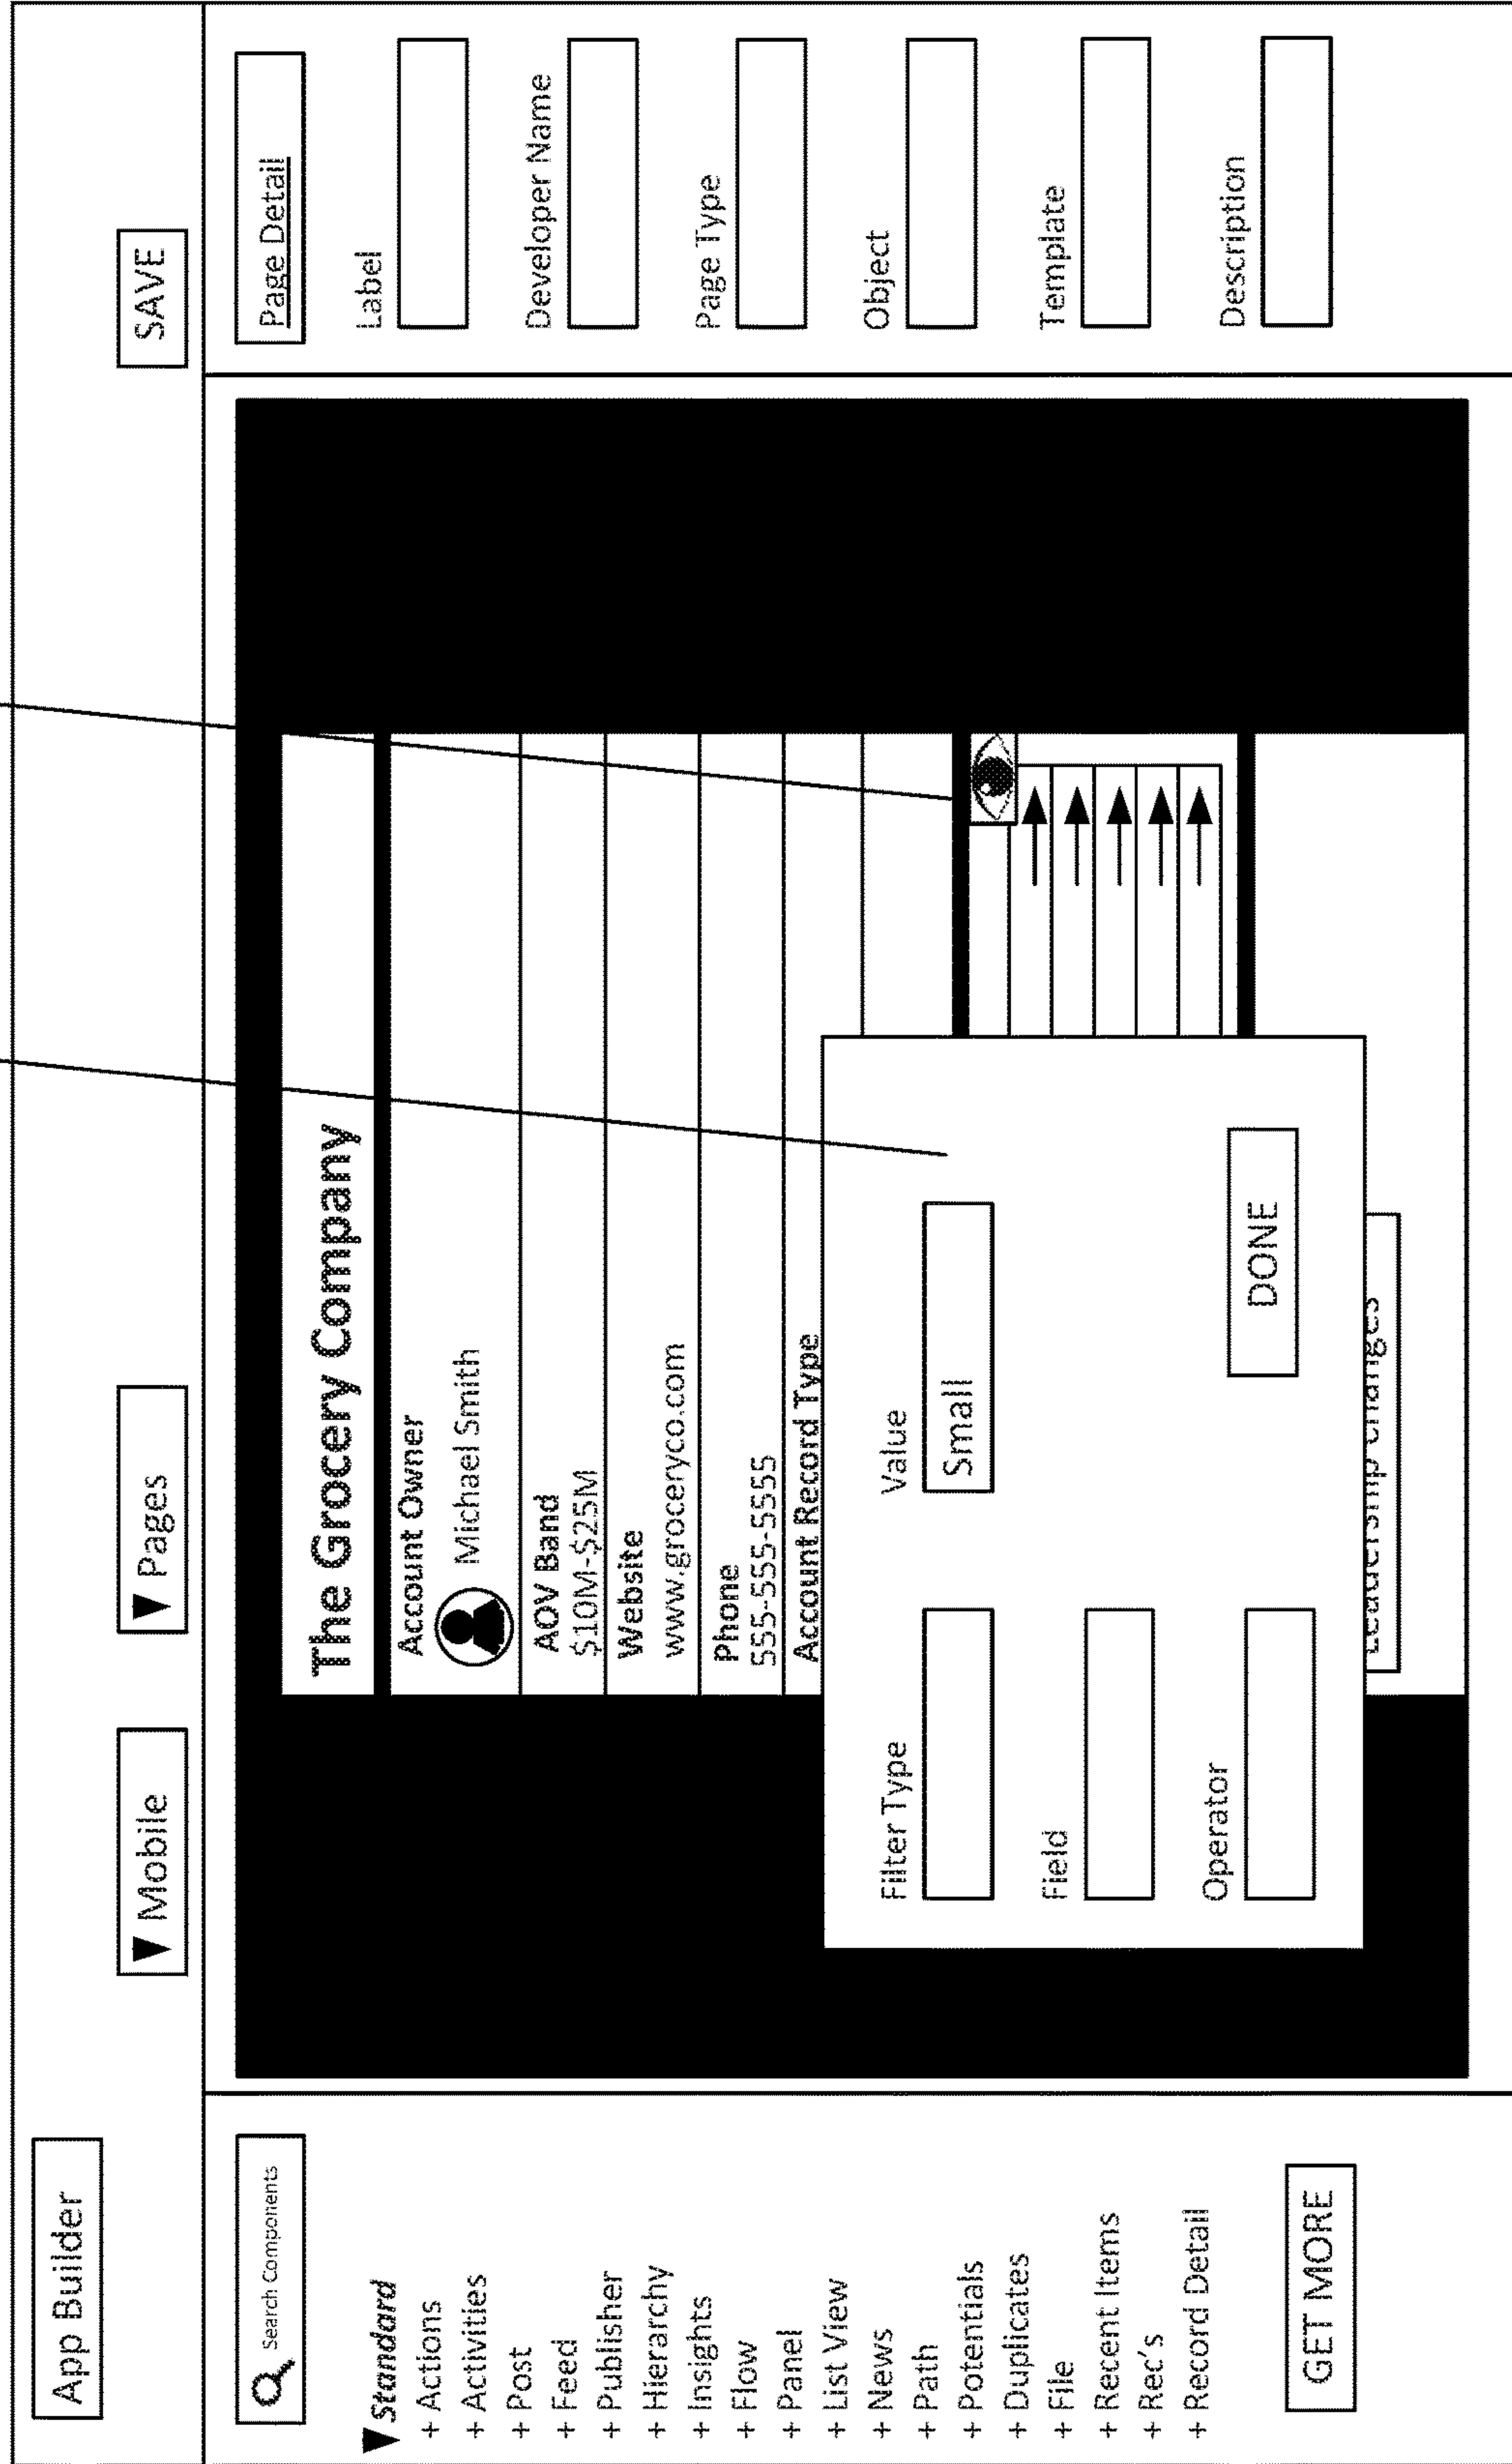 App Builder
▼ Mobile
▼ Pages
SAVE
Search Components
▼ Standard
+ Actions
+ Activities
+ Post
+ Feed
+ Publisher
+ Hierarchy
+ Insights
+ Flow
+ Panel
+ List View
+ News
+ Path
+ Potentials
+ Duplicates
+ File
+ Recent Items
+ Rec's
+ Record Detail
GET MORE
The Grocery Company
Account Owner
Michael Smith
AOV Band
$10M-$25M
Website
www.groceryco.com
Phone
555-555-5555
Account Record Type
Filter Type
Value
Small
Field
Operator
DONE
Leadership Changes
Page Detail
Label
Developer Name
Page Type
Object
Template
Description